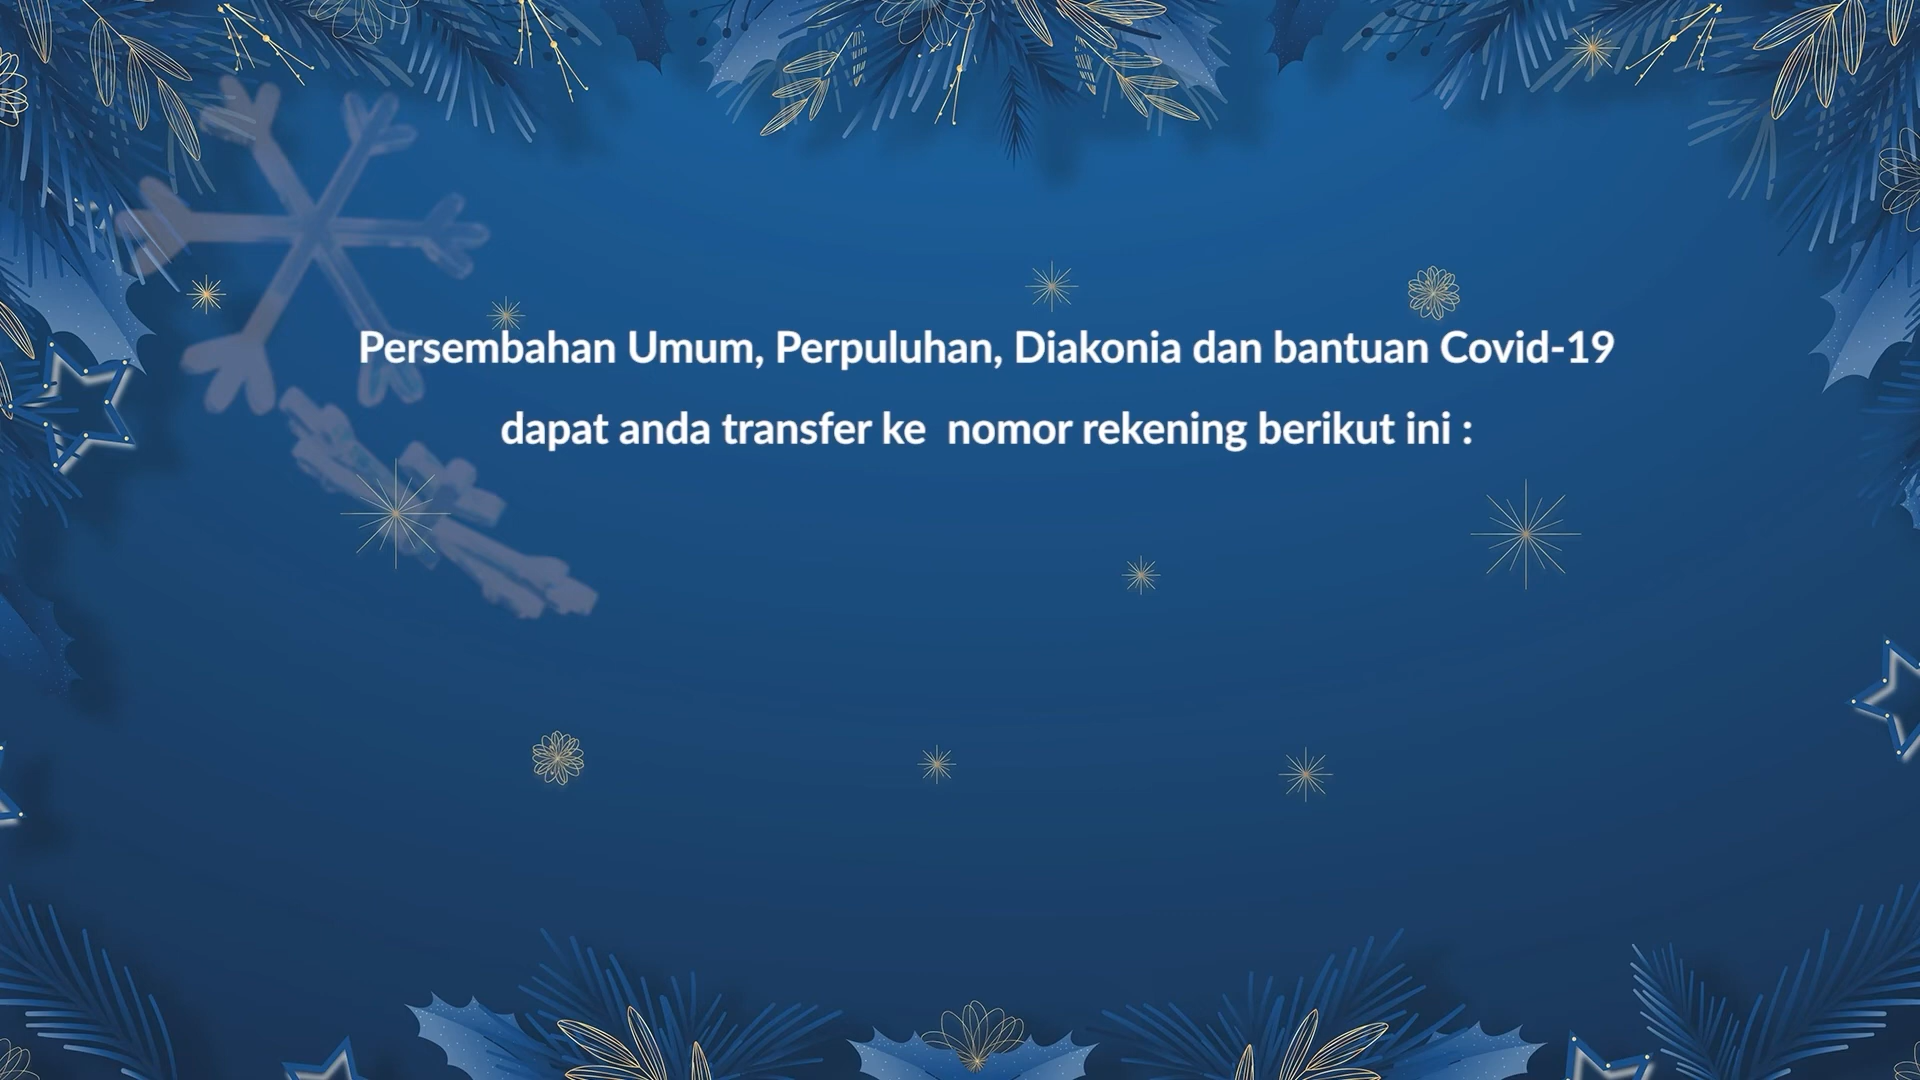 Persembahan Umum, Perpuluhan, Diakonia dan bantuan Covid-19
dapat anda transfer ke  nomor rekening berikut ini :